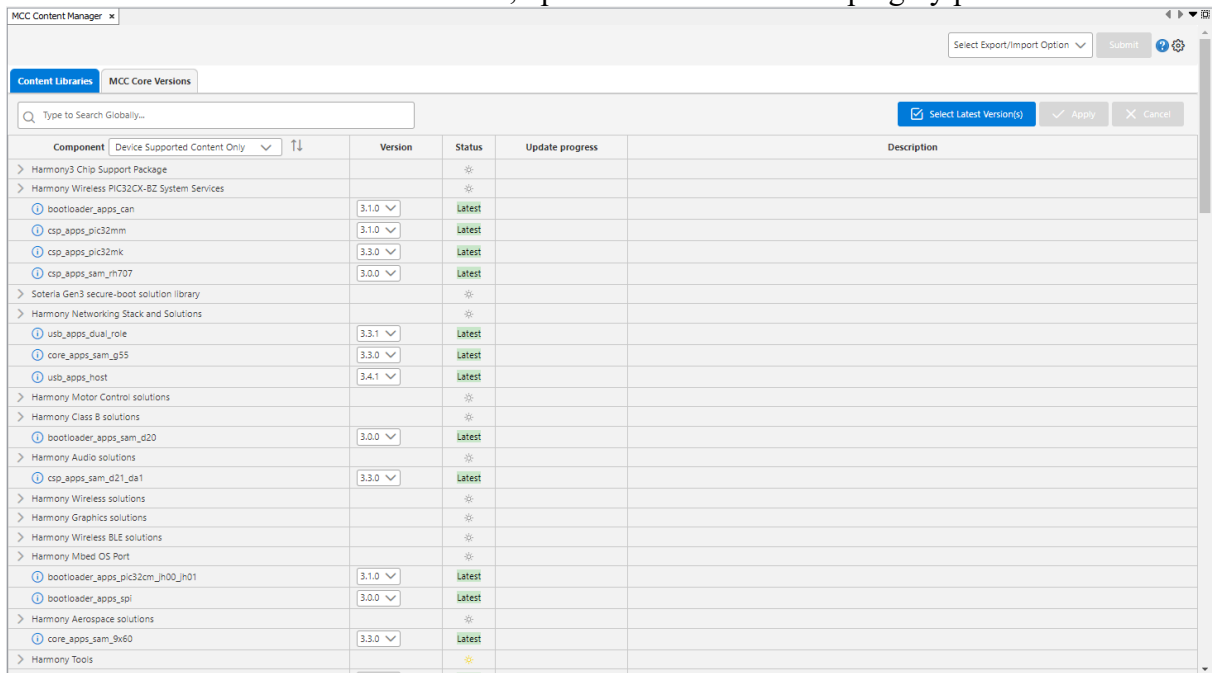 MCC Content Manager ×
Select Export/Import Option Submit
Content Libraries MCC Core Versions
Type to Search Globally... Select Latest Version(s) Apply Cancel
Component Device Supported Content Only Version Status Update progress Description
Harmony3 Chip Support Package
Harmony Wireless PIC32CX-BZ System Services
bootloader_apps_can 3.1.0 Latest
csp_apps_pic32mm 3.1.0 Latest
csp_apps_pic32mk 3.3.0 Latest
csp_apps_sam_rh707 3.0.0 Latest
Soteria Gen3 secure-boot solution library
Harmony Networking Stack and Solutions
usb_apps_dual_role 3.3.1 Latest
core_apps_sam_g55 3.3.0 Latest
usb_apps_host 3.4.1 Latest
Harmony Motor Control solutions
Harmony Class B solutions
bootloader_apps_sam_d20 3.0.0 Latest
Harmony Audio solutions
csp_apps_sam_d21_da1 3.3.0 Latest
Harmony Wireless solutions
Harmony Graphics solutions
Harmony Wireless BLE solutions
Harmony Mbed OS Port
bootloader_apps_pic32cm_jh00_jh01 3.1.0 Latest
bootloader_apps_spi 3.0.0 Latest
Harmony Aerospace solutions
core_apps_sam_9x60 3.3.0 Latest
Harmony Tools